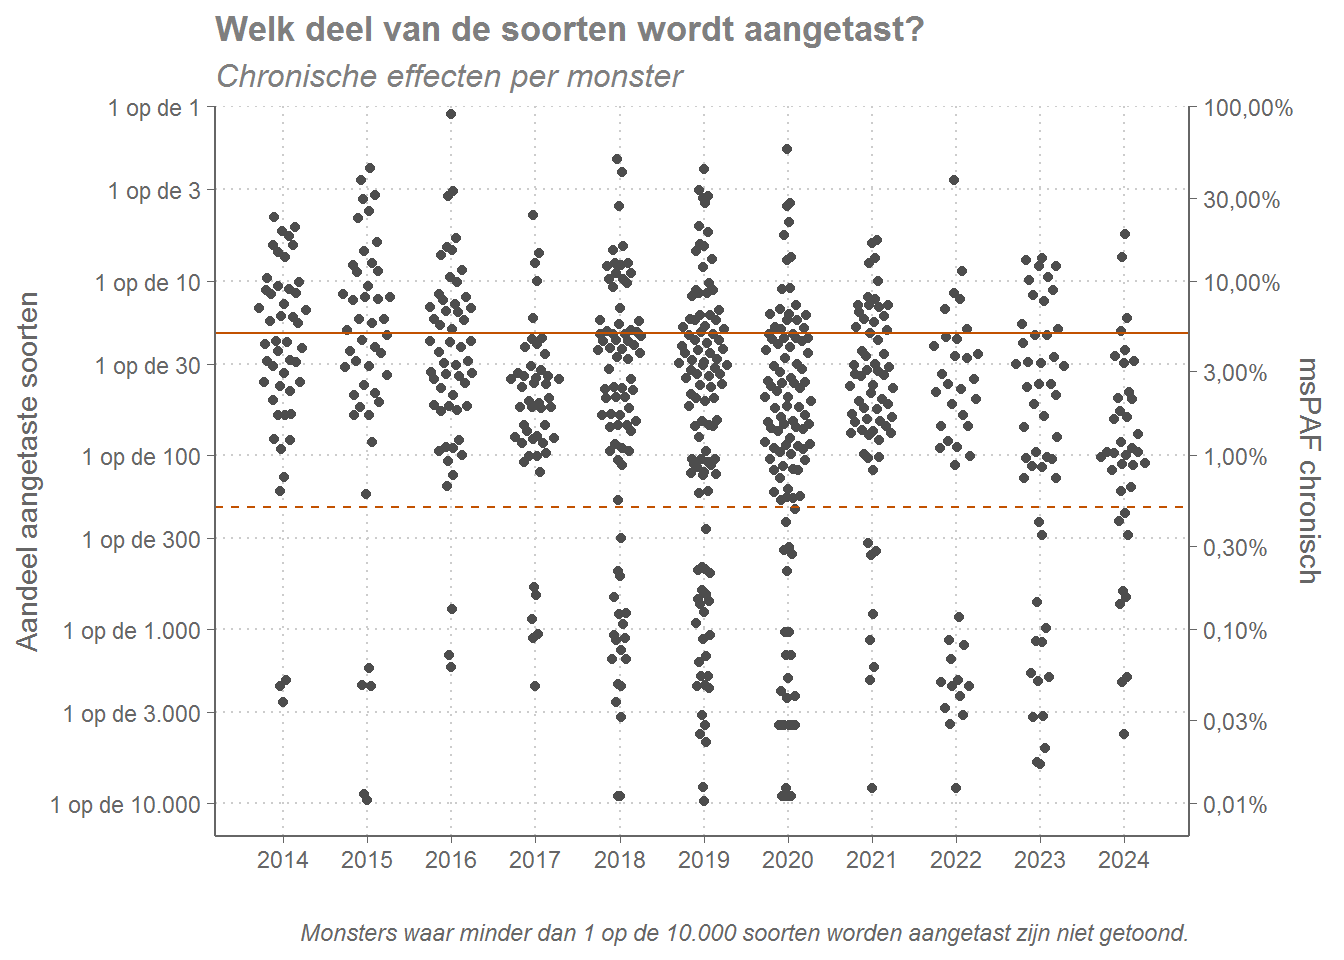 Welk deel van de soorten wordt aangetast?
Chronische effecten per monster
Aandeel aangetaste soorten
1 op de 1
1 op de 3
1 op de 10
1 op de 30
1 op de 100
1 op de 300
1 op de 1.000
1 op de 3.000
1 op de 10.000
100,00%
30,00%
10,00%
3,00%
1,00%
0,30%
0,10%
0,03%
0,01%
msPAF chronisch
2014 2015 2016 2017 2018 2019 2020 2021 2022 2023 2024
Monsters waar minder dan 1 op de 10.000 soorten worden aangetast zijn niet getoond.